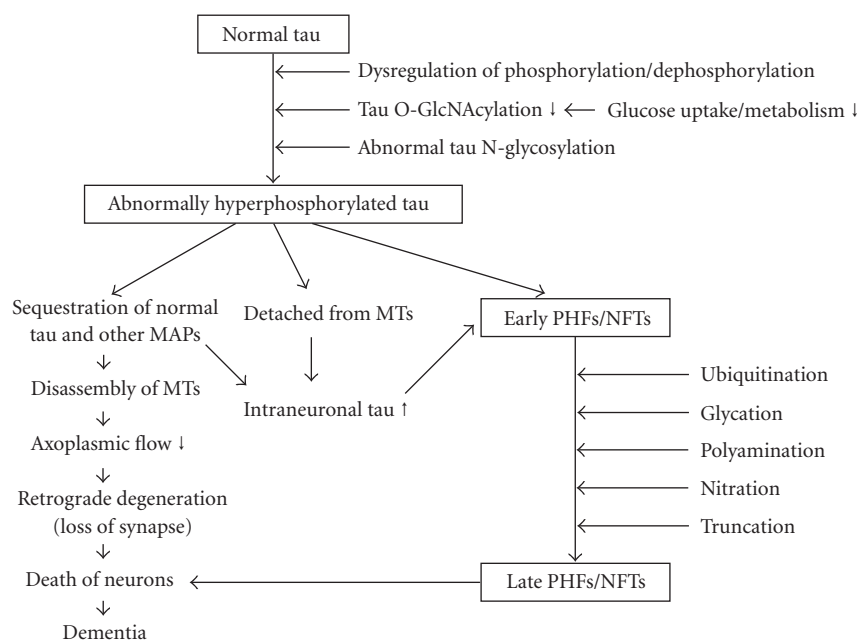 Normal tau
Dysregulation of phosphorylation/dephosphorylation
Tau O-GlcNAcylation ↓
Glucose uptake/metabolism ↓
Abnormal tau N-glycosylation
Abnormally hyperphosphorylated tau
Sequestration of normal
tau and other MAPs
Detached from MTs
Early PHFs/NFTs
Disassembly of MTs
Intraneuronal tau ↑
Axoplasmic flow ↓
Retrograde degeneration
(loss of synapse)
Ubiquitination
Glycation
Polyamination
Nitration
Truncation
Death of neurons
Late PHFs/NFTs
Dementia